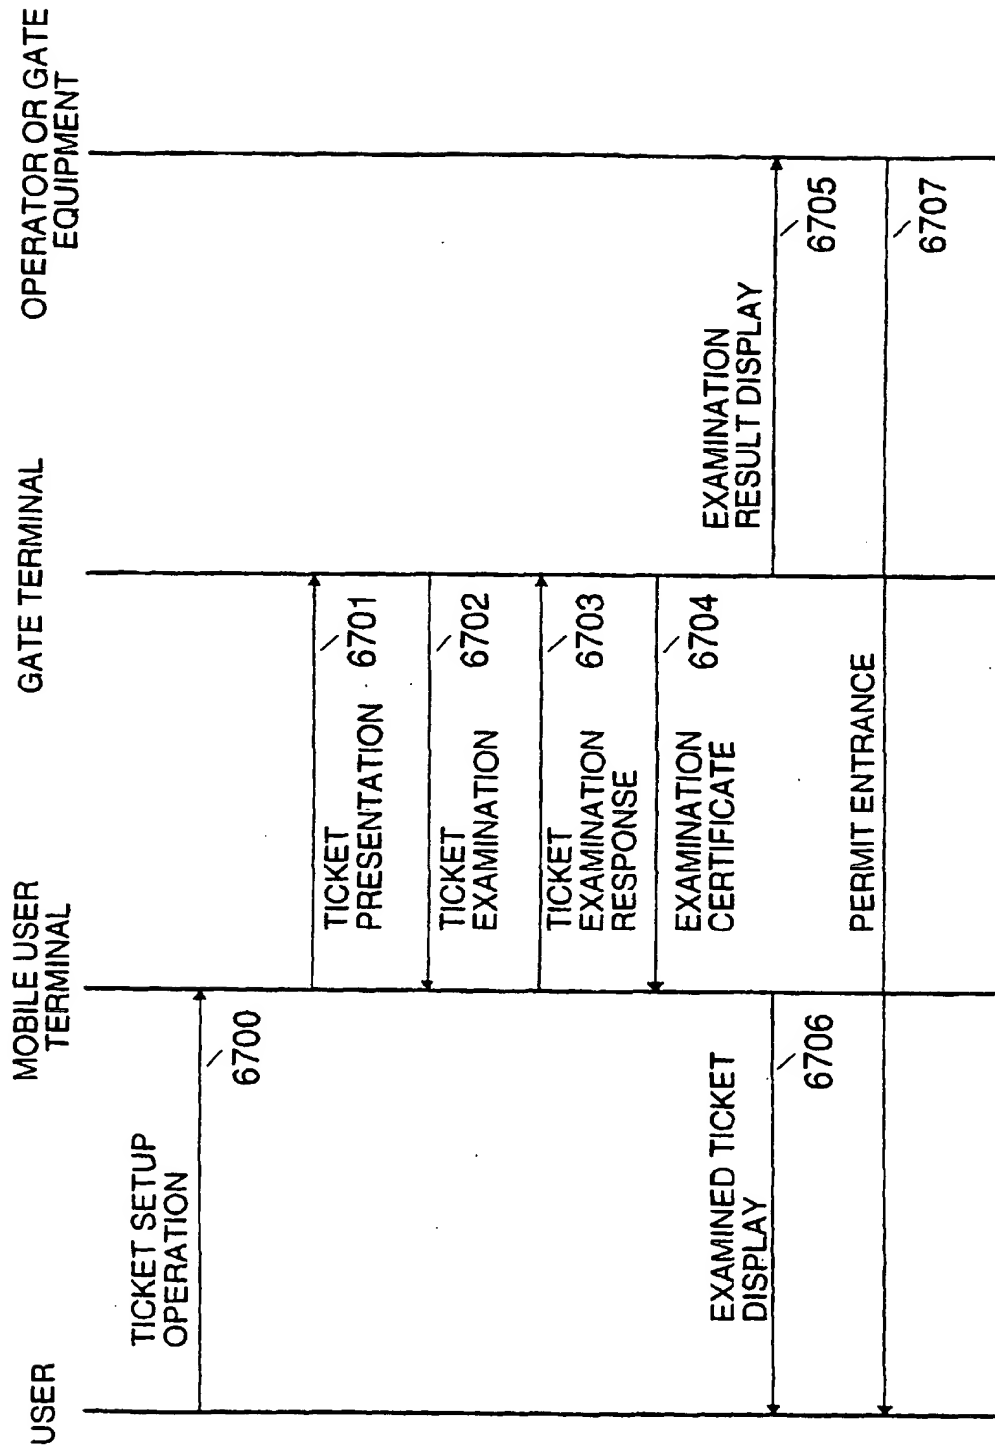 USER
MOBILE USER
TERMINAL
GATE TERMINAL
OPERATOR OR GATE
EQUIPMENT
TICKET SETUP
OPERATION
6700
TICKET
PRESENTATION
6701
TICKET
EXAMINATION
6702
TICKET
EXAMINATION
RESPONSE
6703
EXAMINATION
CERTIFICATE
6704
EXAMINED TICKET
DISPLAY
6706
EXAMINATION
RESULT DISPLAY
6705
PERMIT ENTRANCE
6707